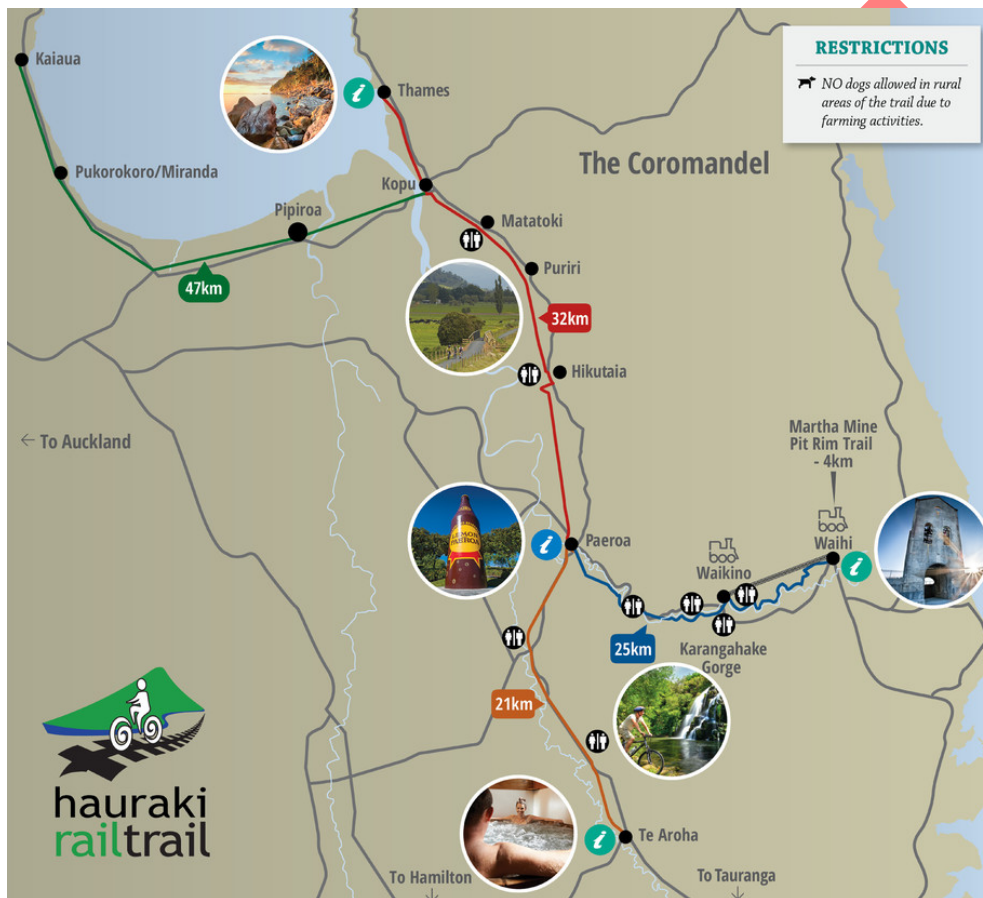 Kaiaua
Thames
Pukorokoro/Miranda
Kopu
Pipiroa
Matatoki
Puriri
47km
32km
Hikutaia
The Coromandel
RESTRICTIONS
NO dogs allowed in rural
areas of the trail due to
farming activities.
← To Auckland
Martha Mine
Pit Rim Trail
- 4km
LEMON
PAEROA
Paeroa
Waikino
Waihi
Karangahake
Gorge
25km
21km
Te Aroha
To Hamilton
To Tauranga
hauraki
railtrail